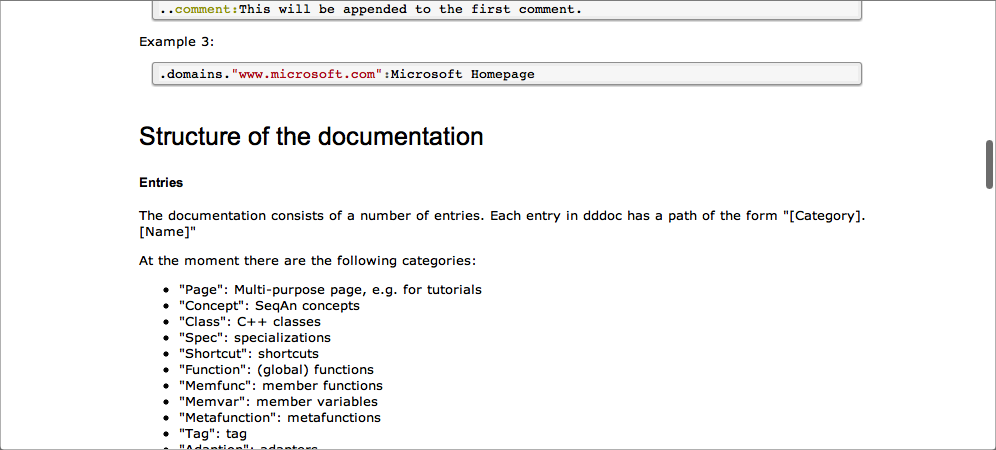 ..comment:This will be appended to the first comment.
Example 3:
.domains."www.microsoft.com":Microsoft Homepage
Structure of the documentation
Entries
The documentation consists of a number of entries. Each entry in dddoc has a path of the form "[Category].
[Name]"
At the moment there are the following categories:
• "Page": Multi-purpose page, e.g. for tutorials
• "Concept": SeqAn concepts
• "Class": C++ classes
• "Spec": specializations
• "Shortcut": shortcuts
• "Function": (global) functions
• "Memfunc": member functions
• "Memvar": member variables
• "Metafunction": metafunctions
• "Tag": tag
• "Adaption": adapters